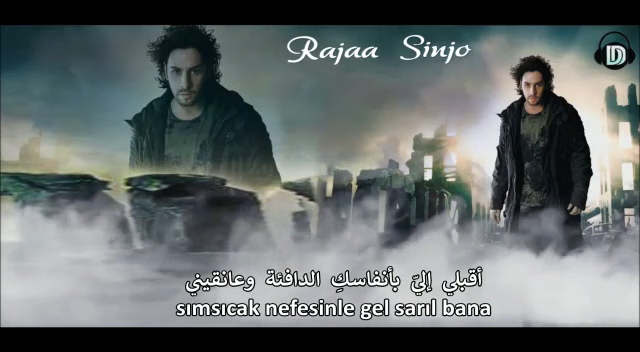 Rajaa Sinjo
D
أقبلي إليّ بأنفاسكِ الدافئة وعانقيني
sımsıcak nefesinle gel sarıl bana